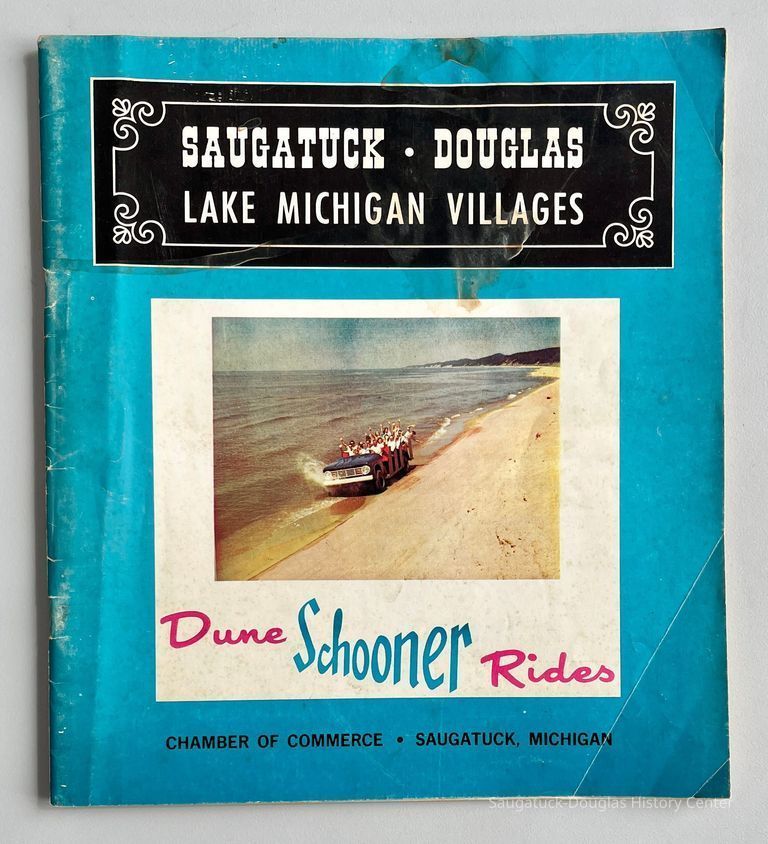 SAUGATUCK • DOUGLAS
LAKE MICHIGAN VILLAGES
Dune Schooner Rides
CHAMBER OF COMMERCE • SAUGATUCK, MICHIGAN
Saugatuck-Douglas History Center